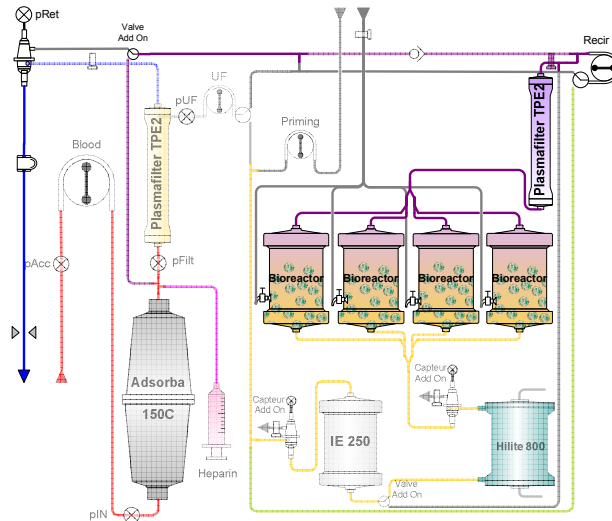 pRet
Valve
Add On
Recir
UF
pUF
Blood
Priming
Plasmafilter TPE2
Plasmafilter TPE2
pAcc
pFilt
Bioreactor
Bioreactor
Bioreactor
Bioreactor
Adsorba
150C
Capteur
Add On
Capteur
Add On
IE 250
Hilite 800
Heparin
Valve
Add On
pIN